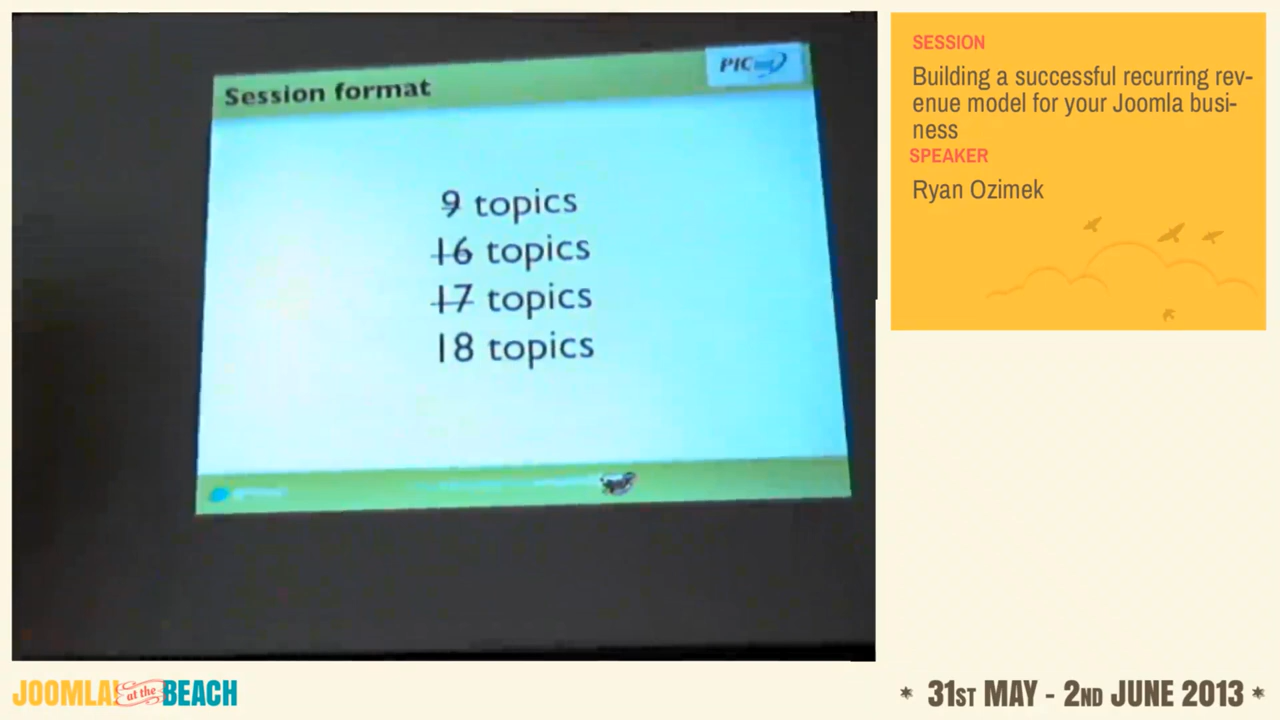 Session format
PIC
9 topics
16 topics
17 topics
18 topics
SESSION
Building a successful recurring rev-
enue model for your Joomla busi-
ness
SPEAKER
Ryan Ozimek
JOOMLA! at the BEACH
* 31ST MAY - 2ND JUNE 2013 *